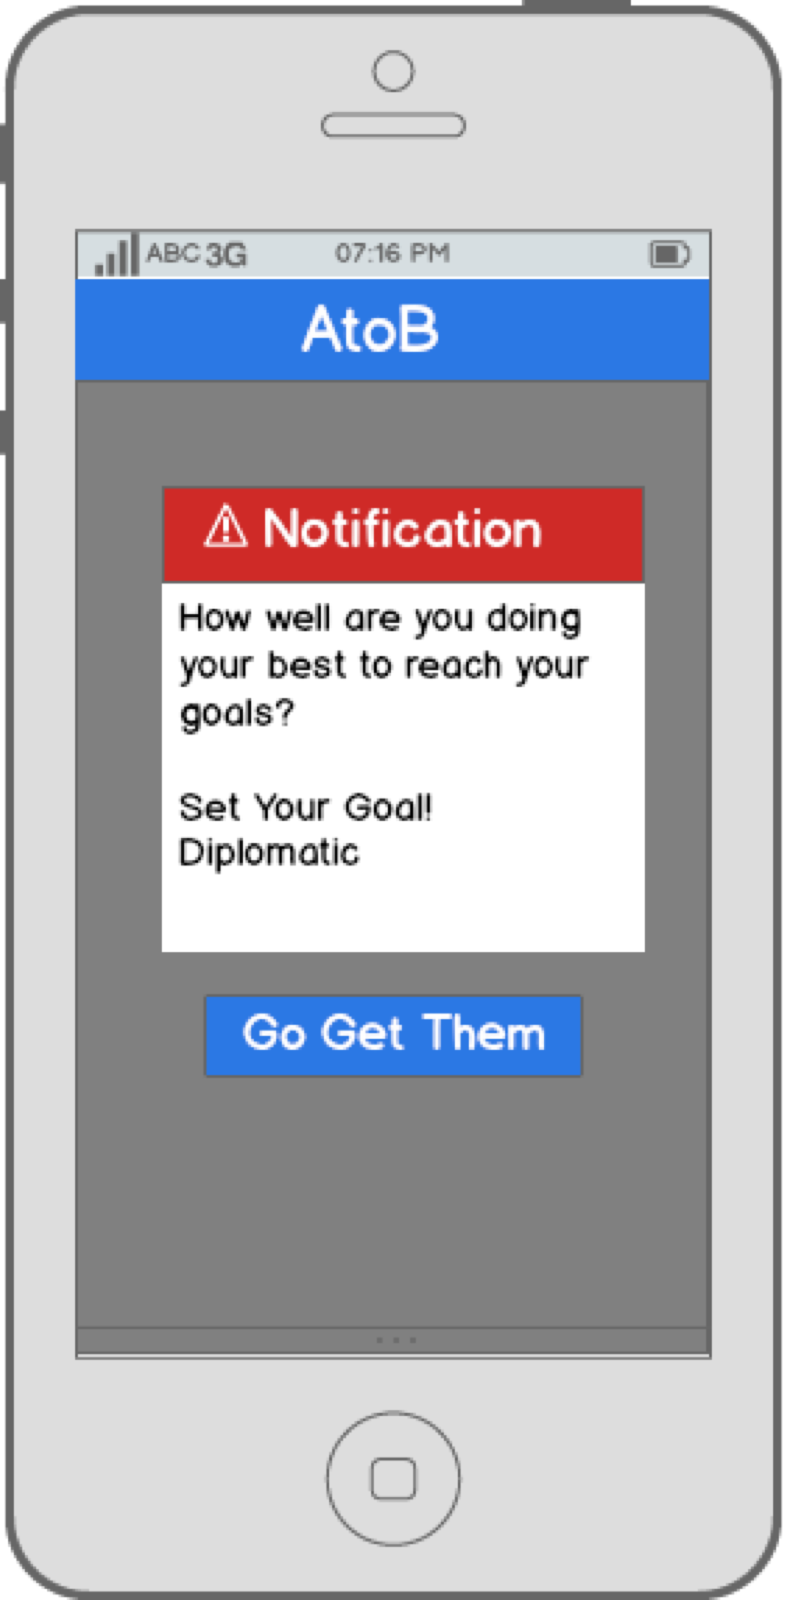 ABC 3G 07:16 PM
AtoB
Notification
How well are you doing
your best to reach your
goals?
Set Your Goal!
Diplomatic
Go Get Them